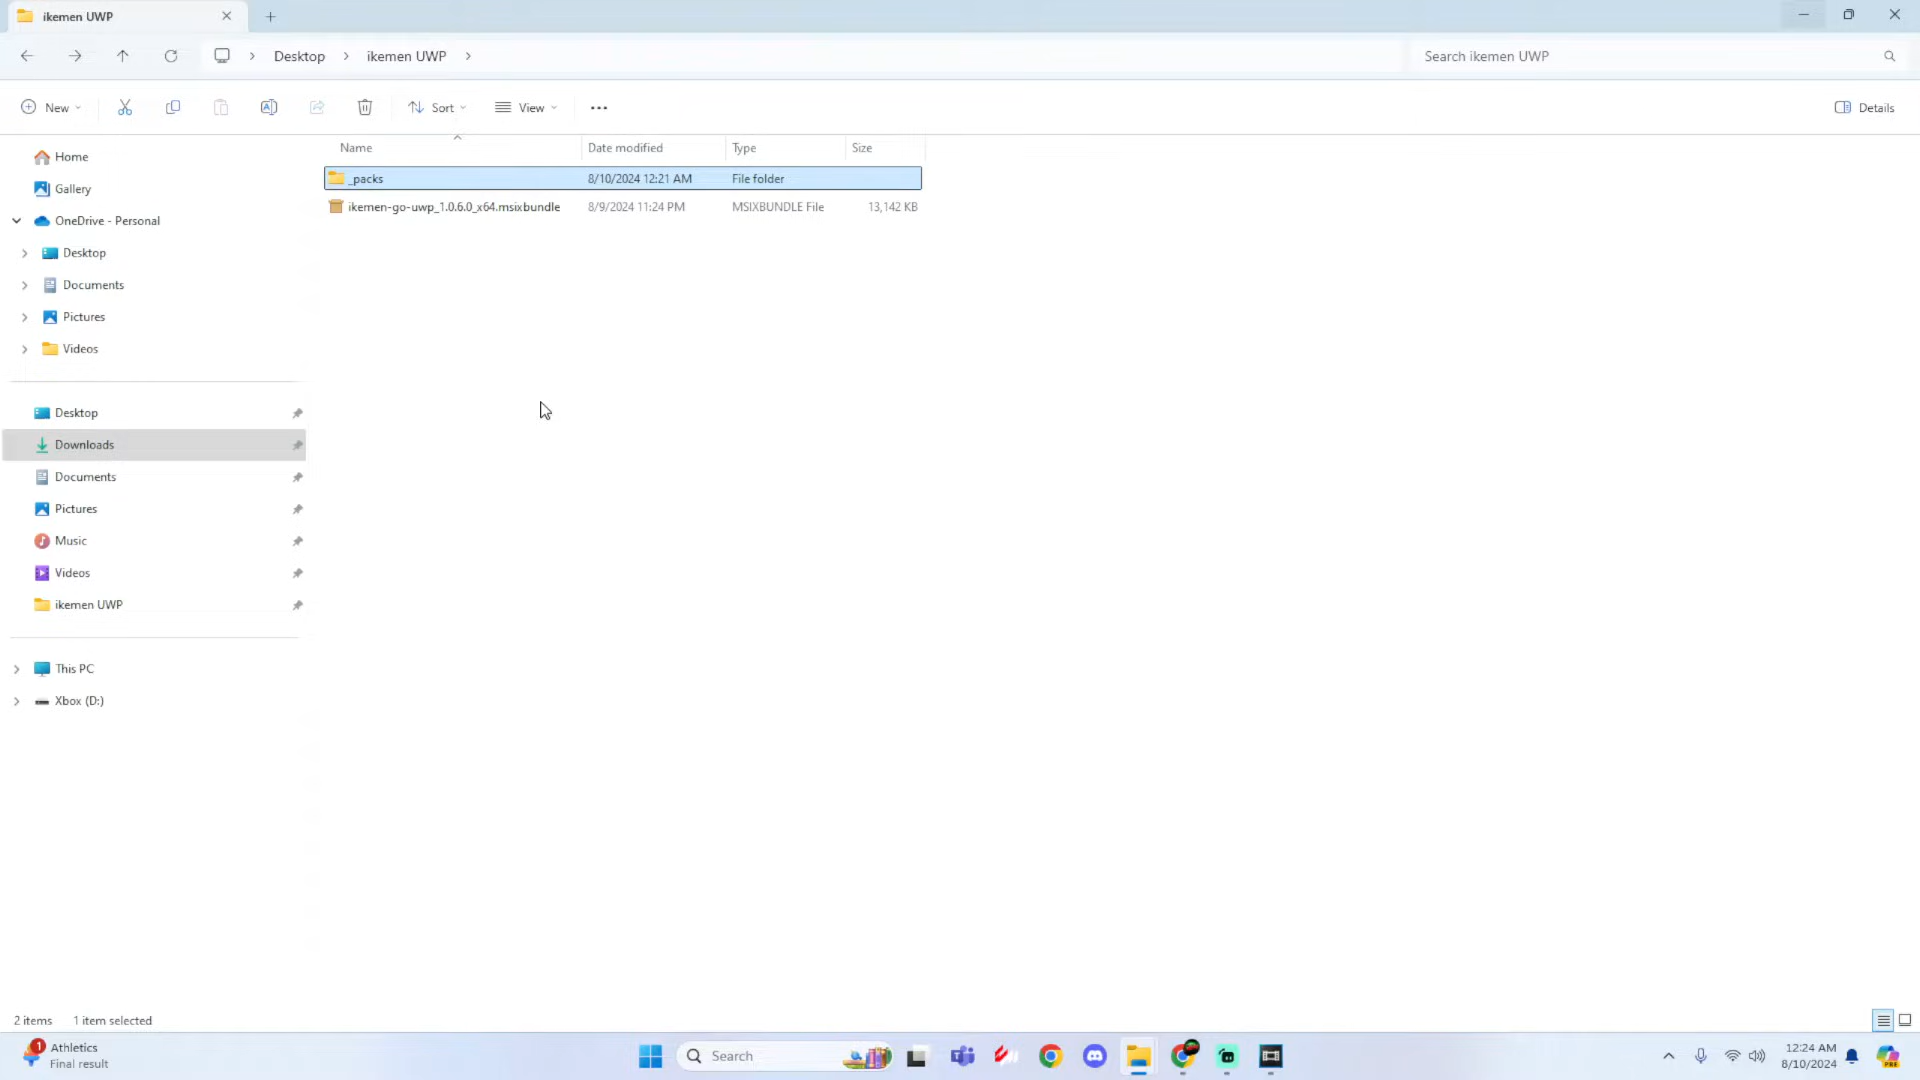 ikemen UWP
Desktop
ikemen UWP
Search ikemen UWP
New
Sort
View
Details
Name
Date modified
Type
Size
_packs
8/10/2024 12:21 AM
File folder
ikemen-go-uwp_1.0.6.0_x64.msixbundle
8/9/2024 11:24 PM
MSIXBUNDLE File
13,142 KB
Home
Gallery
OneDrive - Personal
Desktop
Documents
Pictures
Videos
Desktop
Downloads
Documents
Pictures
Music
Videos
ikemen UWP
This PC
Xbox (D:)
2 items
1 item selected
1
Athletics
Final result
Search
12:24 AM
8/10/2024
PRE